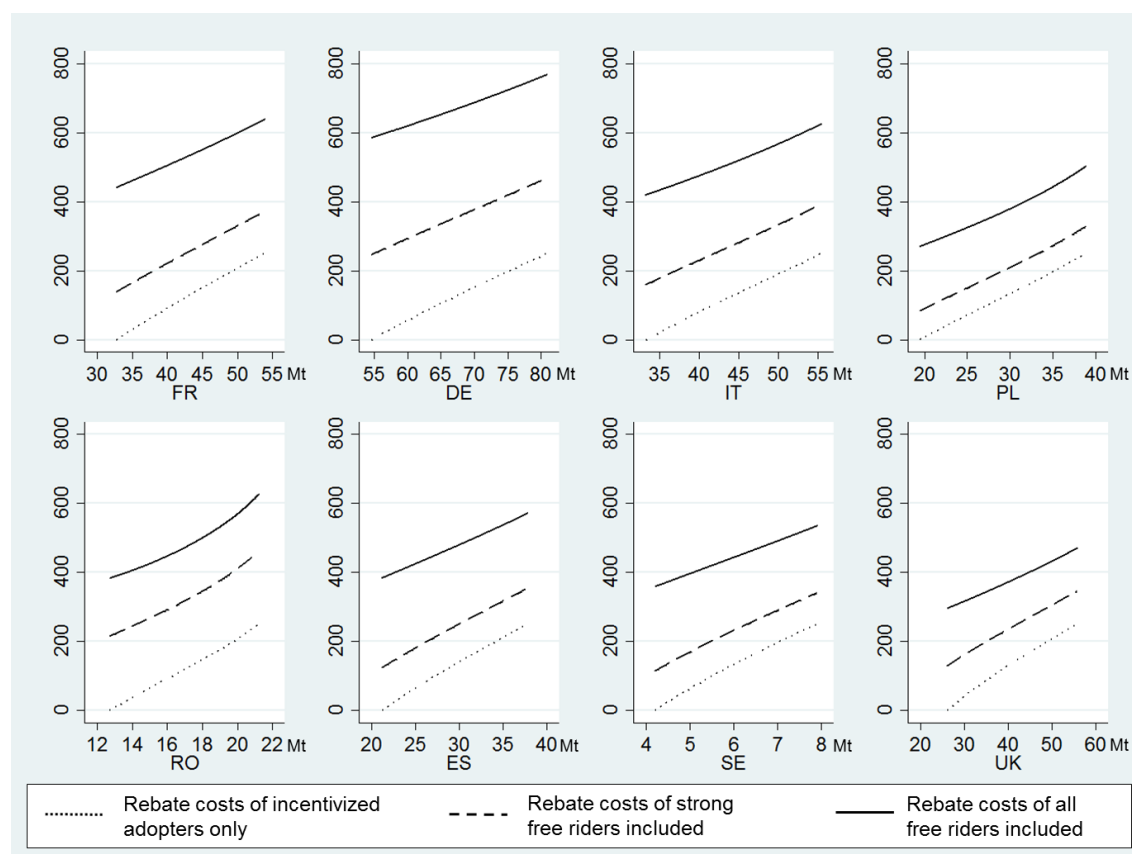 800
600
400
200
0
30 35 40 45 50 55 Mt
FR
800
600
400
200
0
55 60 65 70 75 80 Mt
DE
800
600
400
200
0
35 40 45 50 55 Mt
IT
800
600
400
200
0
20 25 30 35 40 Mt
PL
800
600
400
200
0
12 14 16 18 20 22 Mt
RO
800
600
400
200
0
20 25 30 35 40 Mt
ES
800
600
400
200
0
4 5 6 7 8 Mt
SE
800
600
400
200
0
20 30 40 50 60 Mt
UK
Rebate costs of incentivized
adopters only
Rebate costs of strong
free riders included
Rebate costs of all
free riders included